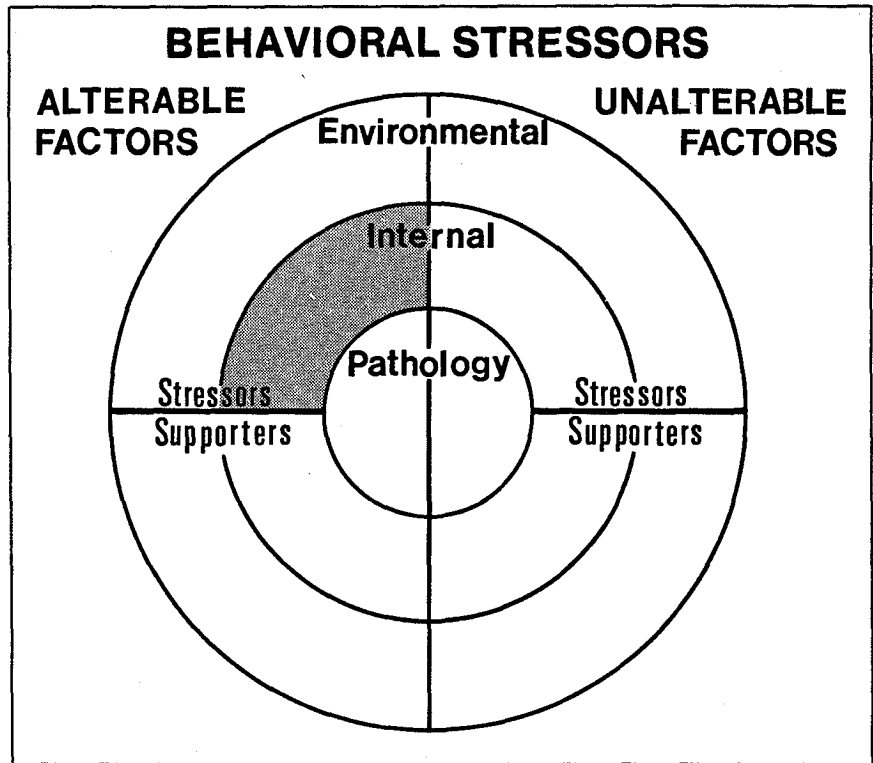 BEHAVIORAL STRESSORS
ALTERABLE
FACTORS
UNALTERABLE
FACTORS
Environmental
Internal
Pathology
Stressors
Supporters
Stressors
Supporters